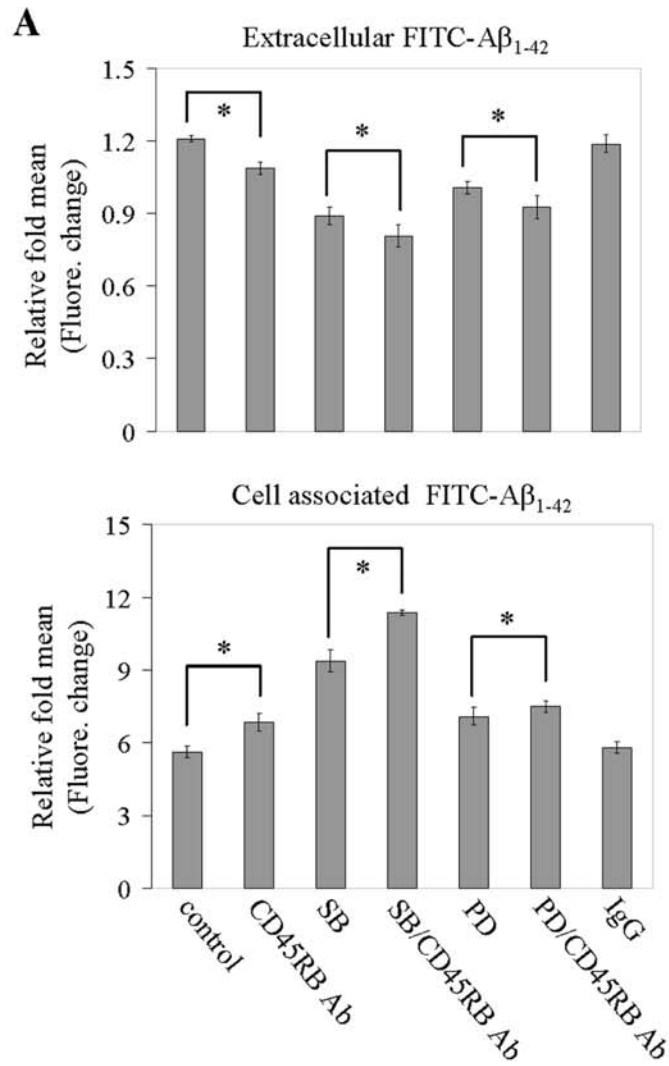 A
Extracellular FITC-Aβ1-42
Relative fold mean
(Fluore. change)
1.5
1.2
0.9
0.6
0.3
0
*
*
*
Cell associated FITC-Aβ1-42
Relative fold mean
(Fluore. change)
15
12
9
6
3
0
*
*
*
control
CD45RB Ab
SB
SB/CD45RB Ab
PD
PD/CD45RB Ab
IgG